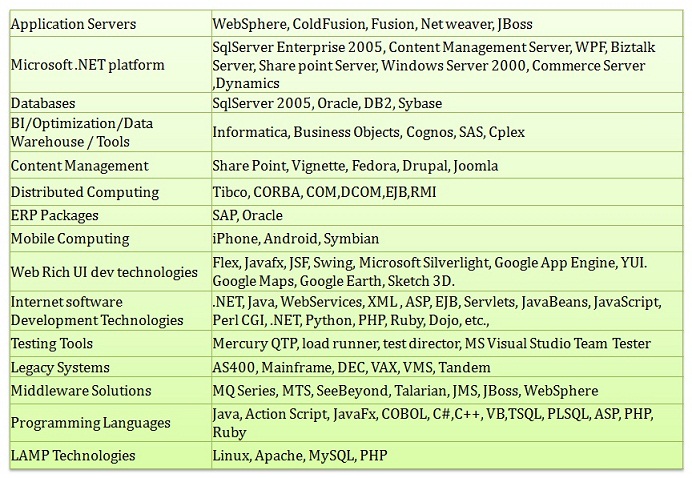 Application Servers
WebSphere, ColdFusion, Fusion, Net weaver, JBoss
Microsoft .NET platform
SqlServer Enterprise 2005, Content Management Server, WPF, Biztalk
Server, Share point Server, Windows Server 2000, Commerce Server
,Dynamics
Databases
SqlServer 2005, Oracle, DB2, Sybase
BI/Optimization/Data
Warehouse / Tools
Informatica, Business Objects, Cognos, SAS, Cplex
Content Management
Share Point, Vignette, Fedora, Drupal, Joomla
Distributed Computing
Tibco, CORBA, COM,DCOM,EJB,RMI
ERP Packages
SAP, Oracle
Mobile Computing
iPhone, Android, Symbian
Web Rich UI dev technologies
Flex, Javafx, JSF, Swing, Microsoft Silverlight, Google App Engine, YUI.
Google Maps, Google Earth, Sketch 3D.
Internet software
Development Technologies
.NET, Java, WebServices, XML , ASP, EJB, Servlets, JavaBeans, JavaScript,
Perl CGI, .NET, Python, PHP, Ruby, Dojo, etc.,
Testing Tools
Mercury QTP, load runner, test director, MS Visual Studio Team Tester
Legacy Systems
AS400, Mainframe, DEC, VAX, VMS, Tandem
Middleware Solutions
MQ Series, MTS, SeeBeyond, Talarian, JMS, JBoss, WebSphere
Programming Languages
Java, Action Script, JavaFx, COBOL, C#,C++, VB,TSQL, PLSQL, ASP, PHP,
Ruby
LAMP Technologies
Linux, Apache, MySQL, PHP